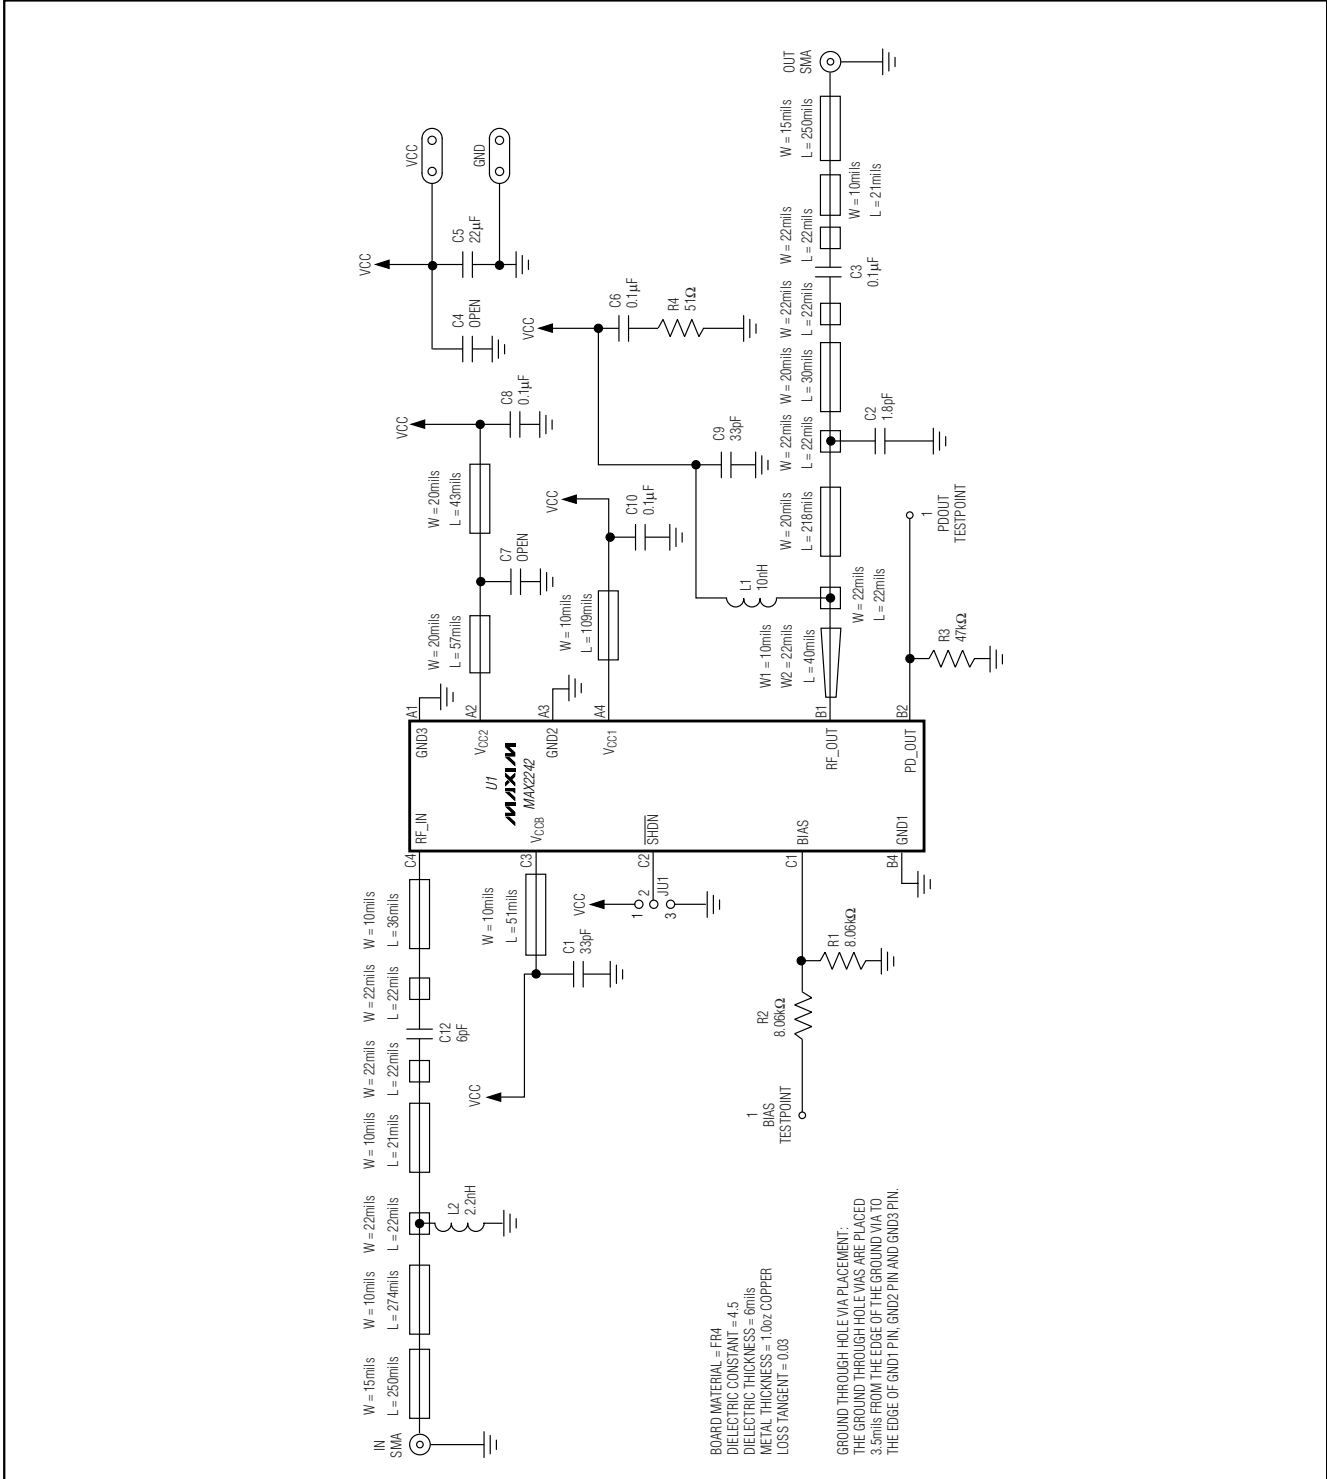 IN
SMA
W = 15mils
L = 250mils
W = 10mils
L = 274mils
W = 22mils
L = 22mils
L2
2.2nH
W = 10mils
L = 21mils
W = 22mils
L = 22mils
C12
6pF
W = 22mils
L = 22mils
W = 10mils
L = 36mils
C4
RF_IN
VCC
C1
33pF
W = 10mils
L = 51mils
C3
VCCB
VCC
1
2
3
JU1
C2
SHDN
1
BIAS
TESTPOINT
R2
8.06kΩ
R1
8.06kΩ
C1
BIAS
B4
GND1
U1
MAXIM
MAX2242
GND3
A1
VCC2
A2
W = 20mils
L = 57mils
C7
OPEN
W = 20mils
L = 43mils
VCC
C8
0.1µF
GND2
A3
VCC1
A4
W = 10mils
L = 109mils
C10
0.1µF
VCC
VCC
C4
OPEN
C5
22µF
VCC
GND
VCC
C6
0.1µF
R4
51Ω
C9
33pF
L1
10nH
RF_OUT
B1
W1 = 10mils
W2 = 22mils
L = 40mils
W = 22mils
L = 22mils
W = 20mils
L = 218mils
W = 22mils
L = 22mils
C2
1.8pF
W = 20mils
L = 30mils
W = 22mils
L = 22mils
C3
0.1µF
W = 22mils
L = 22mils
W = 10mils
L = 21mils
W = 15mils
L = 250mils
OUT
SMA
PD_OUT
B2
R3
47kΩ
1
PDOUT
TESTPOINT
BOARD MATERIAL = FR4
DIELECTRIC CONSTANT = 4.5
DIELECTRIC THICKNESS = 6mils
METAL THICKNESS = 1.0oz COPPER
LOSS TANGENT = 0.03
GROUND THROUGH HOLE VIA PLACEMENT:
THE GROUND THROUGH HOLE VIAS ARE PLACED
3.5mils FROM THE EDGE OF THE GROUND VIA TO
THE EDGE OF GND1 PIN, GND2 PIN AND GND3 PIN.